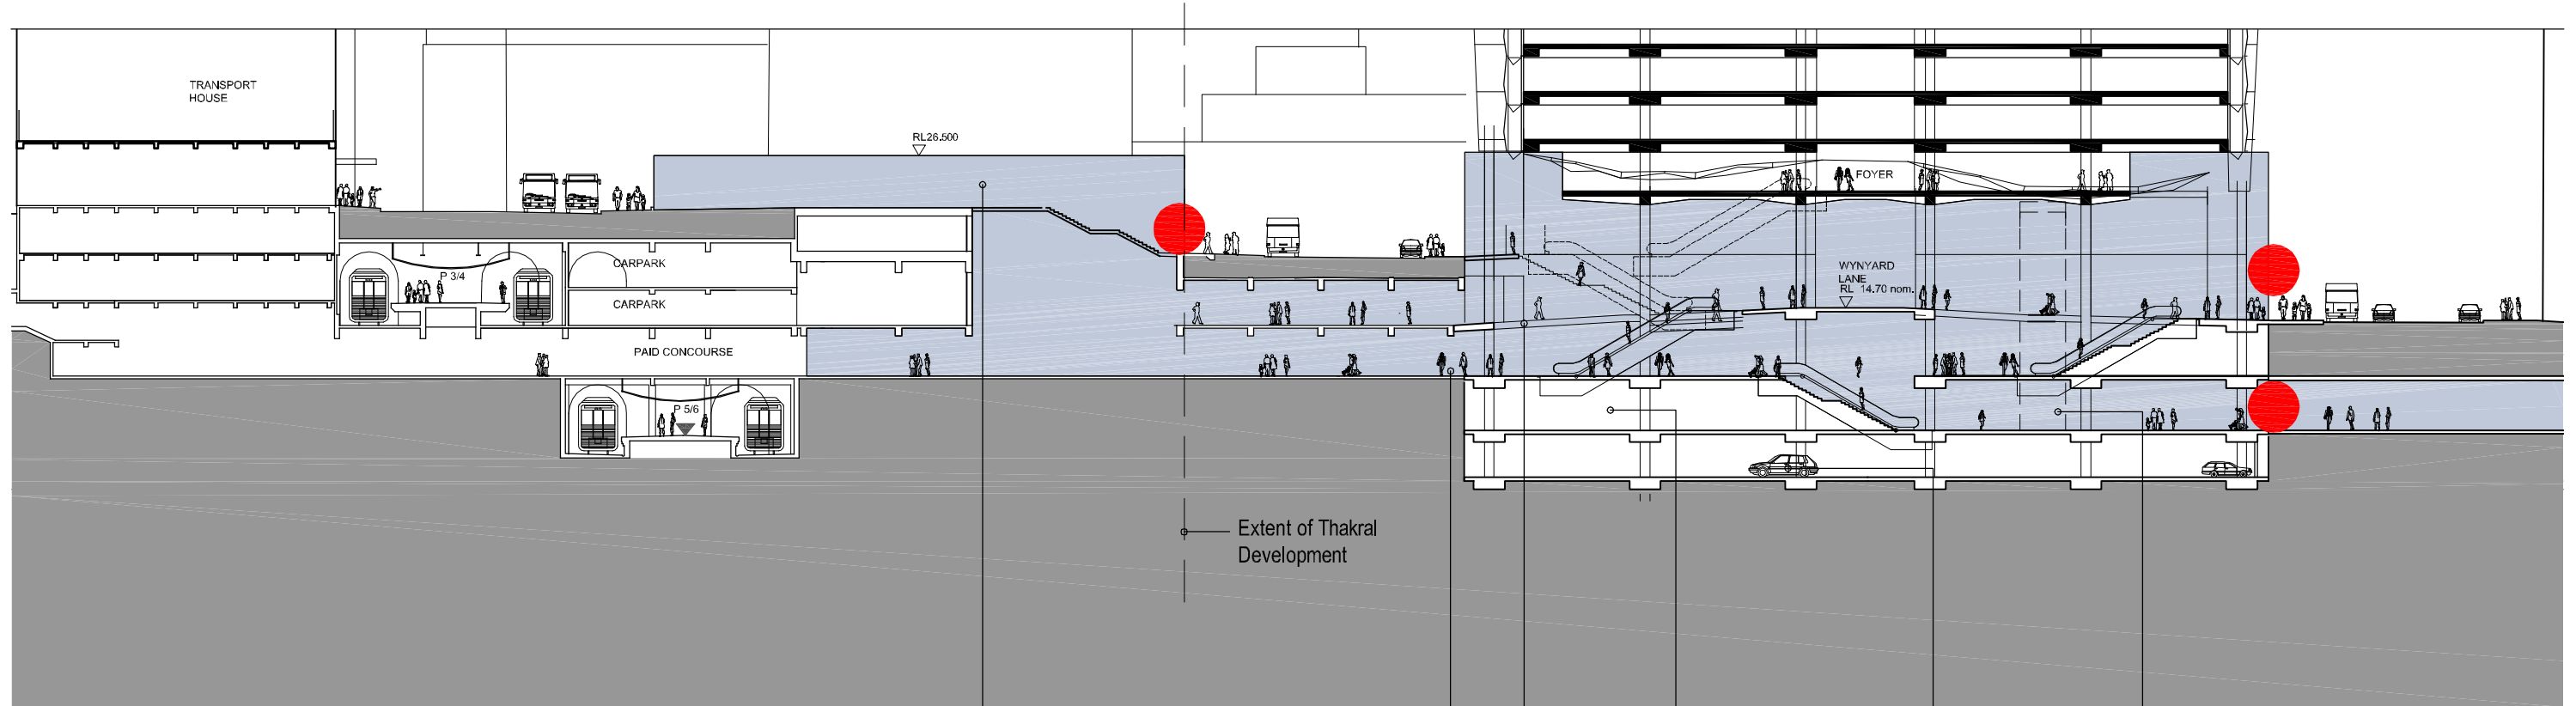 TRANSPORT
HOUSE
RL26.500
FOYER
P 3/4
CARPARK
WYNYARD
LANE
RL 14.70 nom.
CARPARK
PAID CONCOURSE
P 5/6
Extent of Thakral
Development